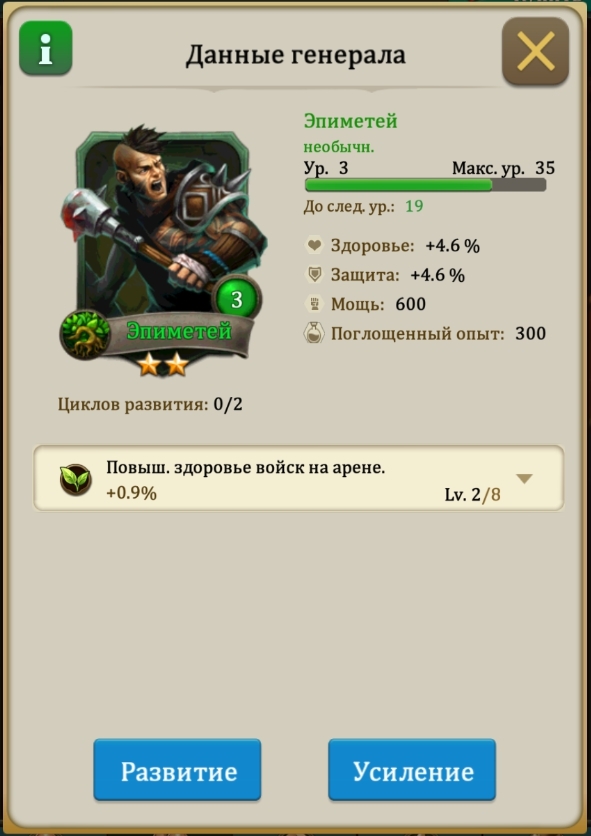 i
Данные генерала
Эпиметей
необычн.
Ур. 3 Макс. ур. 35
До след. ур.: 19
Здоровье: +4.6 %
Защита: +4.6 %
Мощь: 600
Поглощенный опыт: 300
3
Эпиметей
Циклов развития: 0/2
Повыш. здоровье войск на арене.
+0.9% Lv. 2/8
Развитие Усиление